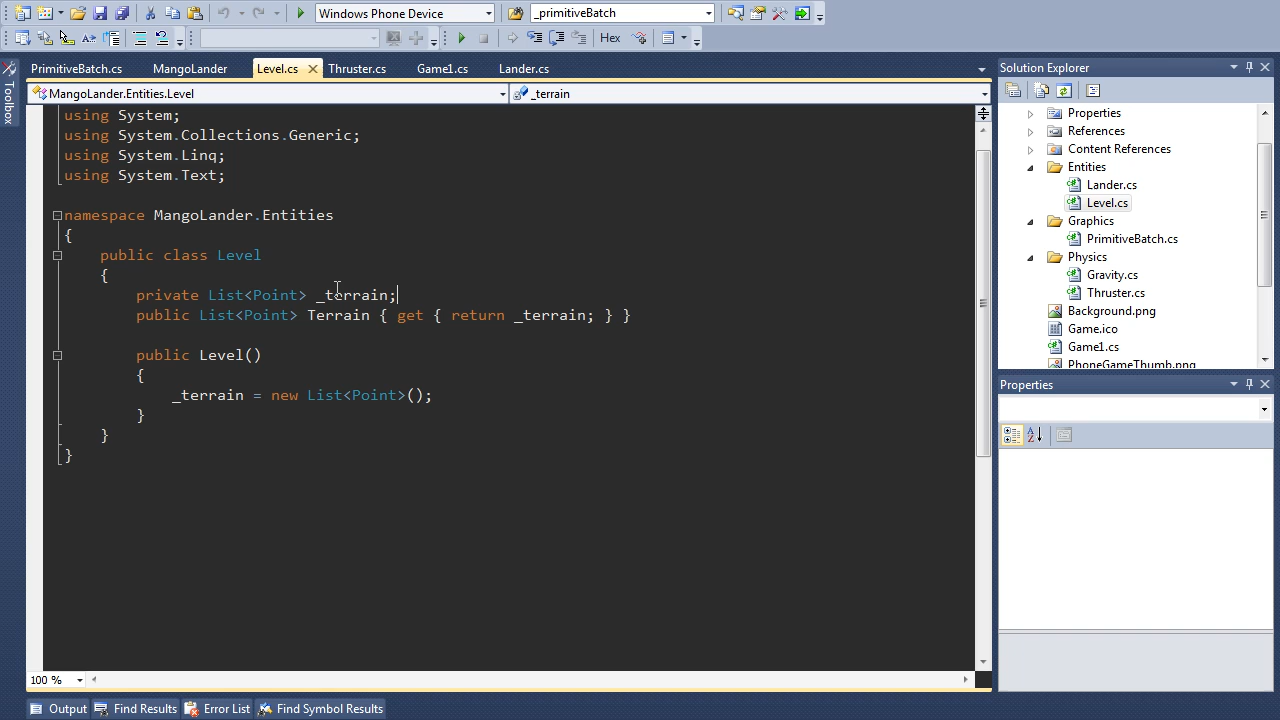 Windows Phone Device
_primitiveBatch
Hex
Toolbox
PrimitiveBatch.cs
MangoLander
Level.cs
Thruster.cs
Game1.cs
Lander.cs
MangoLander.Entities.Level
_terrain
using System;
using System.Collections.Generic;
using System.Linq;
using System.Text;
namespace MangoLander.Entities
{
public class Level
{
private List<Point> _terrain;
public List<Point> Terrain { get { return _terrain; } }
public Level()
{
_terrain = new List<Point>();
}
}
}
100 %
Solution Explorer
Properties
References
Content References
Entities
Lander.cs
Level.cs
Graphics
PrimitiveBatch.cs
Physics
Gravity.cs
Thruster.cs
Background.png
Game.ico
Game1.cs
PhoneGameThumb.png
Properties
Output
Find Results
Error List
Find Symbol Results